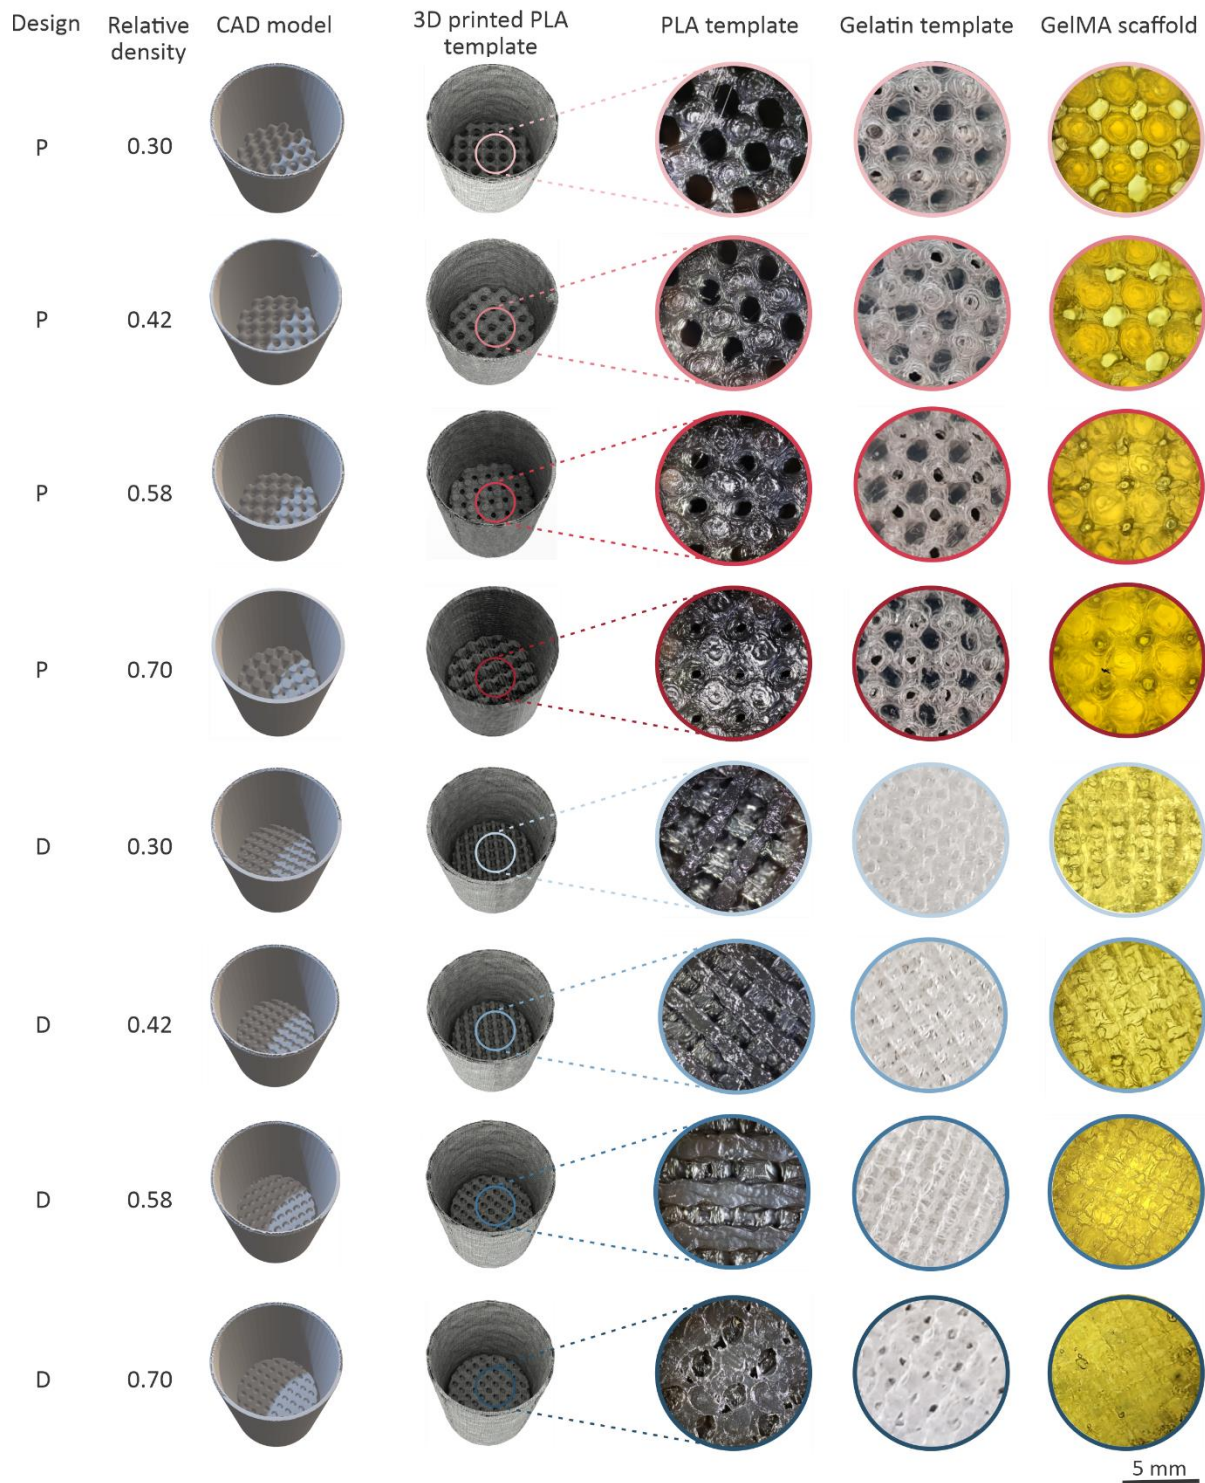 Design Relative density CAD model 3D printed PLA template PLA template Gelatin template GelMA scaffold
P 0.30
P 0.42
P 0.58
P 0.70
D 0.30
D 0.42
D 0.58
D 0.70
5 mm